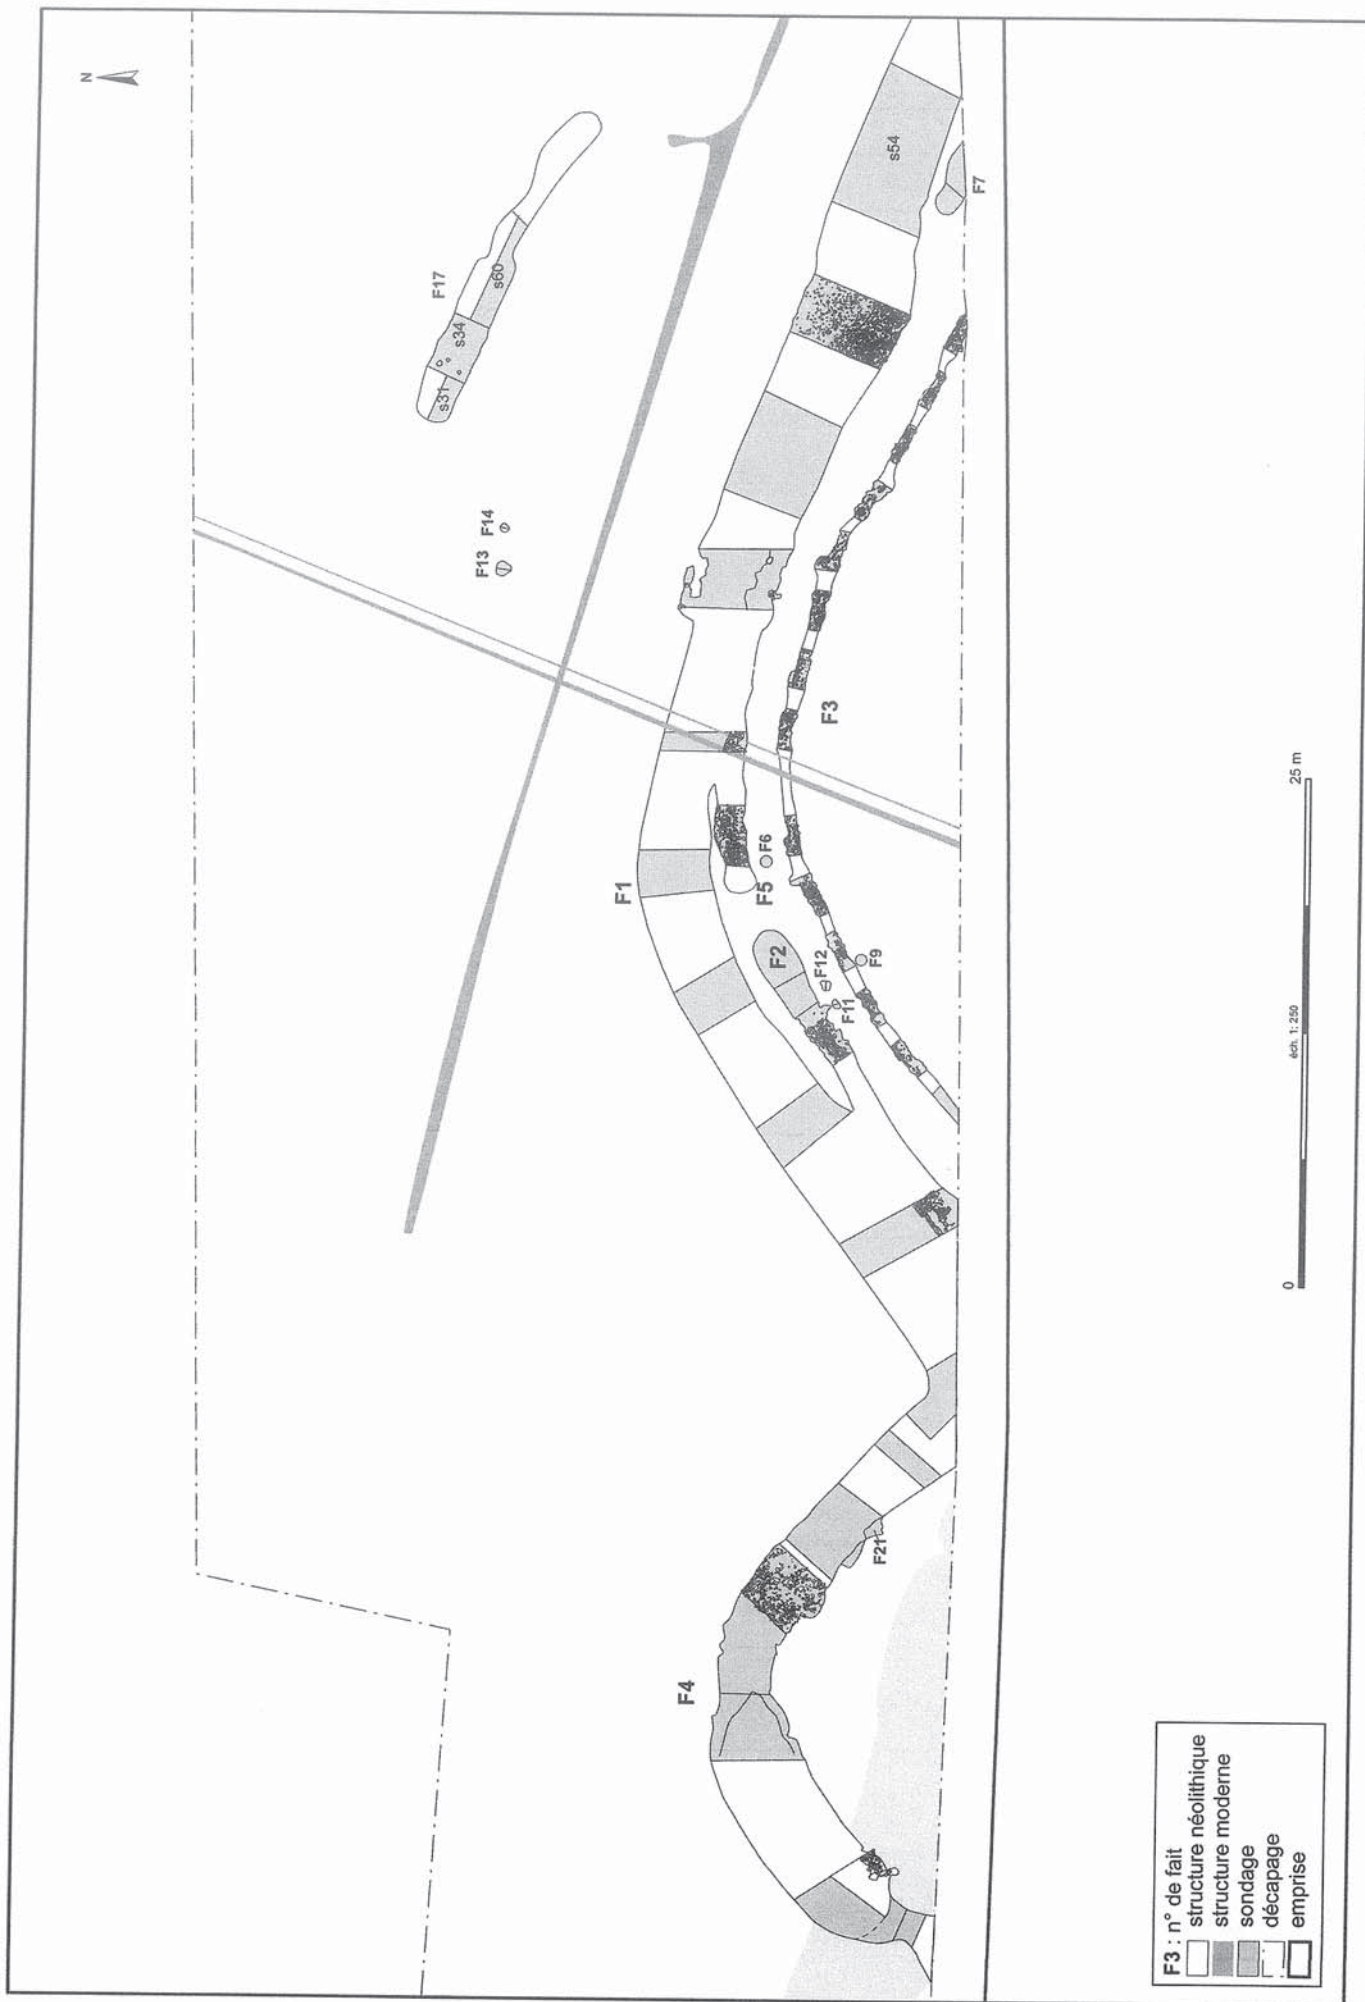 N
F17
s31
s34
s60
F13
F14
s54
F7
F1
F3
F5
F6
F2
F12
F11
F9
F4
F21
0
25 m
éch. 1: 250
F3 : n° de fait
structure néolithique
structure moderne
sondage
décapage
emprise